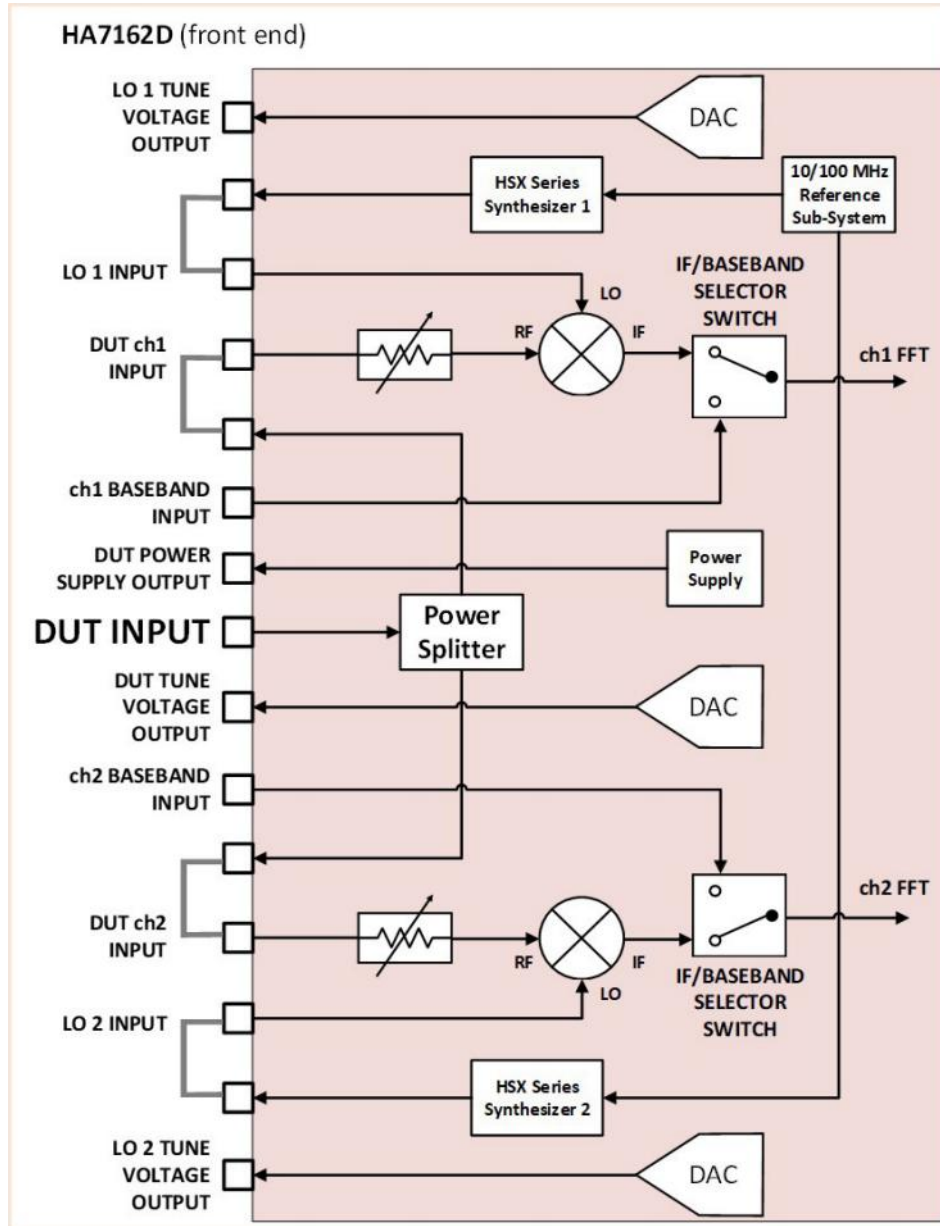 HA7162D (front end)
LO 1 TUNE
VOLTAGE
OUTPUT
DAC
HSX Series
Synthesizer 1
10/100 MHz
Reference
Sub-System
LO 1 INPUT
LO
IF/BASEBAND
SELECTOR
SWITCH
DUT ch1
INPUT
RF
IF
ch1 FFT
ch1 BASEBAND
INPUT
DUT POWER
SUPPLY OUTPUT
Power
Supply
DUT INPUT
Power
Splitter
DUT TUNE
VOLTAGE
OUTPUT
DAC
ch2 BASEBAND
INPUT
ch2 FFT
DUT ch2
INPUT
RF
IF
LO
IF/BASEBAND
SELECTOR
SWITCH
LO 2 INPUT
HSX Series
Synthesizer 2
LO 2 TUNE
VOLTAGE
OUTPUT
DAC